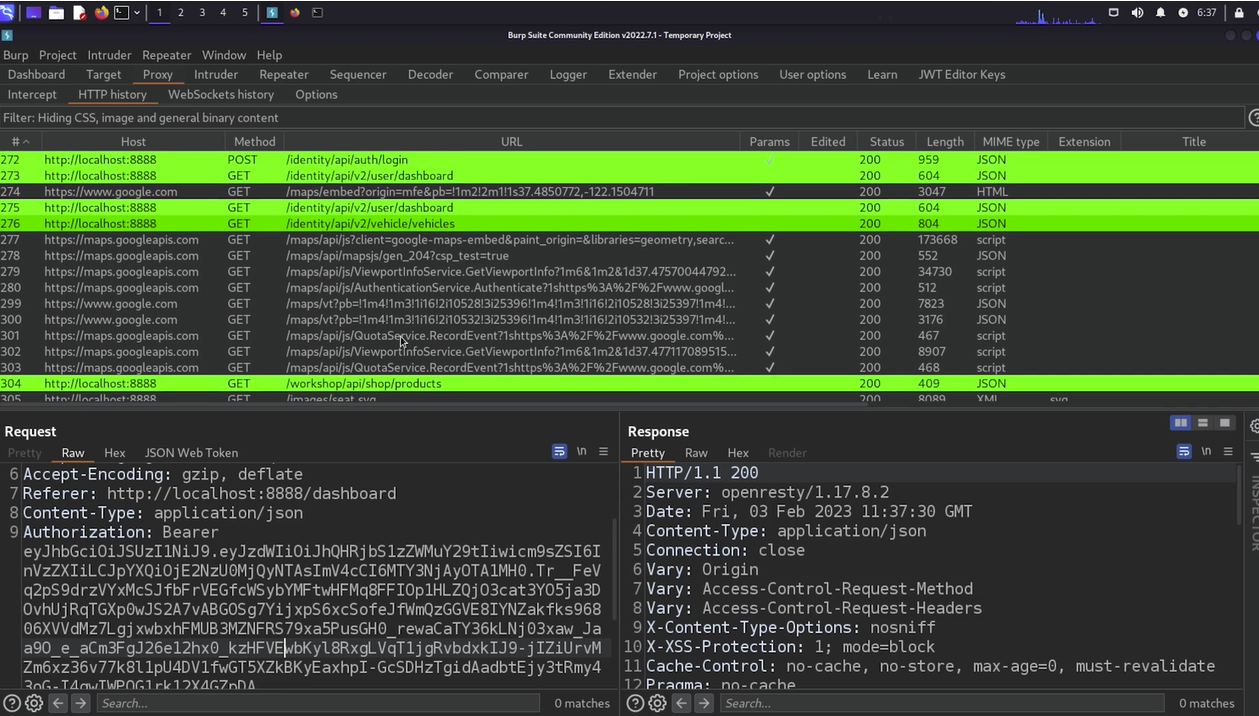 1 2 3 4 5 6:37
Burp Suite Community Edition v2022.7.1 - Temporary Project
Burp Project Intruder Repeater Window Help
Dashboard Target Proxy Intruder Repeater Sequencer Decoder Comparer Logger Extender Project options User options Learn JWT Editor Keys
Intercept HTTP history WebSockets history Options
Filter: Hiding CSS, image and general binary content
# Host Method URL Params Edited Status Length MIME type Extension Title
272 http://localhost:8888 POST /identity/api/auth/login ✓ 200 959 JSON
273 http://localhost:8888 GET /identity/api/v2/user/dashboard 200 604 JSON
274 https://www.google.com GET /maps/embed?origin=mfe&pb=!1m2!2m1!1s37.4850772,-122.1504711 ✓ 200 3047 HTML
275 http://localhost:8888 GET /identity/api/v2/user/dashboard 200 604 JSON
276 http://localhost:8888 GET /identity/api/v2/vehicle/vehicles 200 804 JSON
277 https://maps.googleapis.com GET /maps/api/js?client=google-maps-embed&paint_origin=&libraries=geometry,searc... ✓ 200 173668 script
278 https://maps.googleapis.com GET /maps/api/mapsjs/gen_204?csp_test=true ✓ 200 552 script
279 https://maps.googleapis.com GET /maps/api/js/ViewportInfoService.GetViewportInfo?1m6&1m2&1d37.47570044792... ✓ 200 34730 script
280 https://maps.googleapis.com GET /maps/api/js/AuthenticationService.Authenticate?1shttps%3A%2F%2Fwww.googl... ✓ 200 512 script
299 https://www.google.com GET /maps/vt?pb=!1m4!1m3!1i16!2i10528!3i25396!1m4!1m3!1i16!2i10528!3i25397!1m4!... ✓ 200 7823 JSON
300 https://www.google.com GET /maps/vt?pb=!1m4!1m3!1i16!2i10532!3i25396!1m4!1m3!1i16!2i10532!3i25397!1m4!... ✓ 200 3176 JSON
301 https://maps.googleapis.com GET /maps/api/js/QuotaService.RecordEvent?1shttps%3A%2F%2Fwww.google.com%... ✓ 200 467 script
302 https://maps.googleapis.com GET /maps/api/js/ViewportInfoService.GetViewportInfo?1m6&1m2&1d37.477117089515... ✓ 200 8907 script
303 https://maps.googleapis.com GET /maps/api/js/QuotaService.RecordEvent?1shttps%3A%2F%2Fwww.google.com%... ✓ 200 468 script
304 http://localhost:8888 GET /workshop/api/shop/products 200 409 JSON
305 http://localhost:8888 GET /images/seat.svg 200 8089 XML svg
Request
Pretty Raw Hex JSON Web Token \n
6 Accept-Encoding: gzip, deflate
7 Referer: http://localhost:8888/dashboard
8 Content-Type: application/json
9 Authorization: Bearer
eyJhbGciOiJSUzI1NiJ9.eyJzdWIiOiJhQHRjbS1zZWMuY29tIiwicm9sZSI6I
nVzZXIiLCJpYXQiOjE2NzU0MjQyNTAsImV4cCI6MTY3NjAyOTA1MH0.Tr__FeV
q2pS9drzVYxMcSJfbFrVEGfcWSybYMFtwHFMq8FFIOp1HLZQjO3cat3YO5ja3D
OvhUjRqTGXp0wJS2A7vABGOSg7YijxpS6xcSofeJfWmQzGGVE8IYNZakfks968
06XVVdMz7LgjxwbxhFMUB3MZNFRS79xa5PusGH0_rewaCaTY36kLNj03xaw_Ja
a9O_e_aCm3FgJ26e12hx0_kzHFVEwbKyl8RxgLVqT1jgRvbdxkIJ9-jIZiUrvM
Zm6xz36v77k8l1pU4DV1fwGT5XZkBKyEaxhpI-GcSDHzTgidAadbtEjy3tRmy4
Search... 0 matches
Response
Pretty Raw Hex Render \n
1 HTTP/1.1 200
2 Server: openresty/1.17.8.2
3 Date: Fri, 03 Feb 2023 11:37:30 GMT
4 Content-Type: application/json
5 Connection: close
6 Vary: Origin
7 Vary: Access-Control-Request-Method
8 Vary: Access-Control-Request-Headers
9 X-Content-Type-Options: nosniff
10 X-XSS-Protection: 1; mode=block
11 Cache-Control: no-cache, no-store, max-age=0, must-revalidate
12 Pragma: no-cache
Search... 0 matches
INSPECTOR